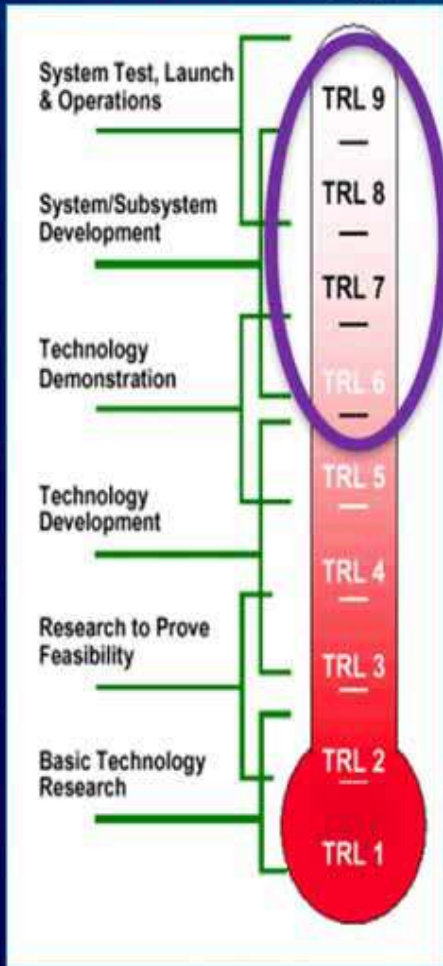 System Test, Launch
& Operations
System/Subsystem
Development
Technology
Demonstration
Technology
Development
Research to Prove
Feasibility
Basic Technology
Research
TRL 9
TRL 8
TRL 7
TRL 6
TRL 5
TRL 4
TRL 3
TRL 2
TRL 1